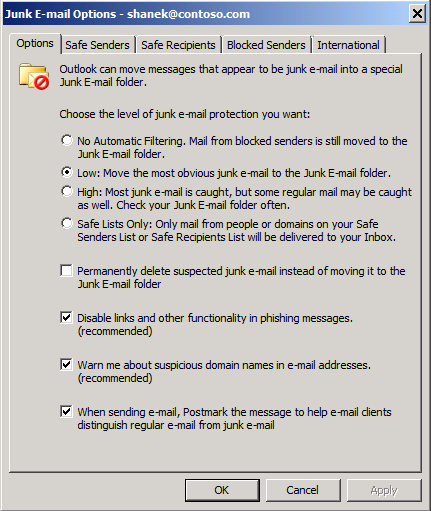 Junk E-mail Options - shanek@contoso.com
Options Safe Senders Safe Recipients Blocked Senders International
Outlook can move messages that appear to be junk e-mail into a special
Junk E-mail folder.
Choose the level of junk e-mail protection you want:
No Automatic Filtering. Mail from blocked senders is still moved to the
Junk E-mail folder.
Low: Move the most obvious junk e-mail to the Junk E-mail folder.
High: Most junk e-mail is caught, but some regular mail may be caught
as well. Check your Junk E-mail folder often.
Safe Lists Only: Only mail from people or domains on your Safe
Senders List or Safe Recipients List will be delivered to your Inbox.
Permanently delete suspected junk e-mail instead of moving it to the
Junk E-mail folder
Disable links and other functionality in phishing messages.
(recommended)
Warn me about suspicious domain names in e-mail addresses.
(recommended)
When sending e-mail, Postmark the message to help e-mail clients
distinguish regular e-mail from junk e-mail
OK Cancel Apply